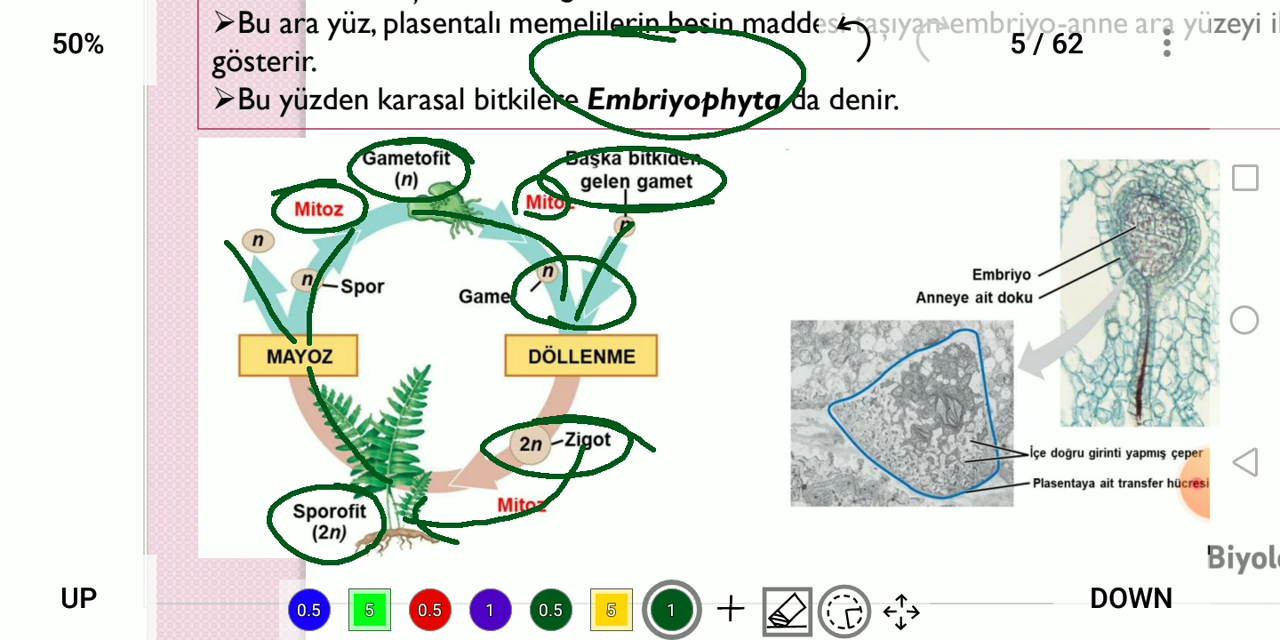 50%
➢Bu ara yüz, plasentalı memelilerin besin maddesi taşıyan embriyo-anne ara yüzeyi
5 / 62
gösterir.
➢Bu yüzden karasal bitkilere Embriyophyta da denir.
Gametofit
(n)
Başka bitkiden
gelen gamet
Mitoz
Mitoz
n
n
n
Spor
n
Game
MAYOZ
DÖLLENME
2n
Zigot
Mitoz
Sporofit
(2n)
Embriyo
Anneye ait doku
İçe doğru girinti yapmış çeper
Plasentaya ait transfer hücresi
Biyol
UP
0.5
5
0.5
1
0.5
5
1
DOWN